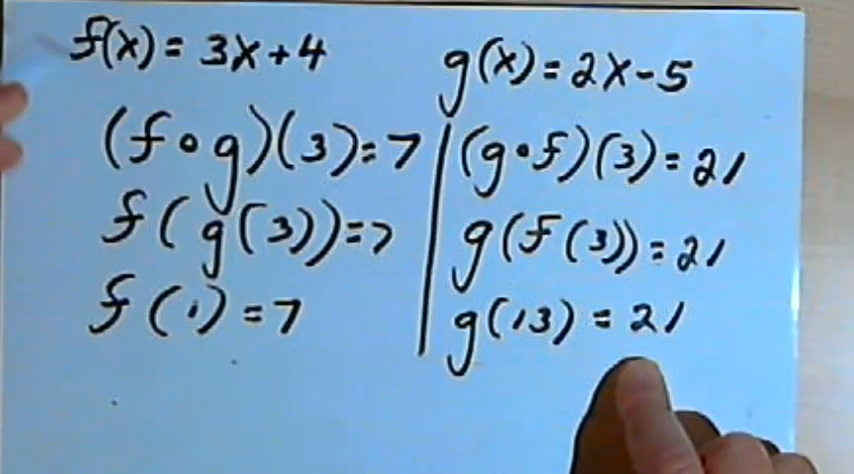 f(x) = 3x+4
g(x) = 2x-5
(f∘g)(3)=7
f(g(3))=7
f(1)=7
(g∘f)(3)=21
g(f(3))=21
g(13)=21